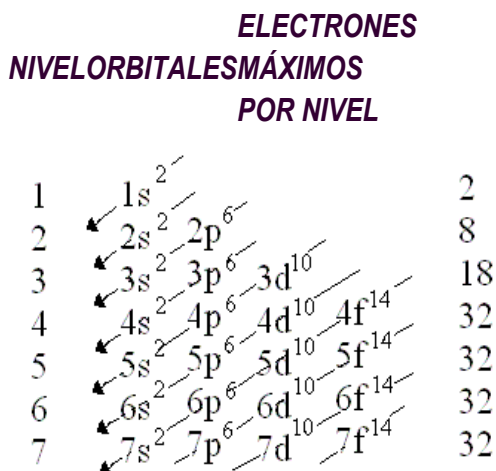 ELECTRONES
NIVELORBITALESMÁXIMOS
POR NIVEL
1 1s² 2
2 2s² 2p⁶ 8
3 3s² 3p⁶ 3d¹⁰ 18
4 4s² 4p⁶ 4d¹⁰ 4f¹⁴ 32
5 5s² 5p⁶ 5d¹⁰ 5f¹⁴ 32
6 6s² 6p⁶ 6d¹⁰ 6f¹⁴ 32
7 7s² 7p⁶ 7d¹⁰ 7f¹⁴ 32